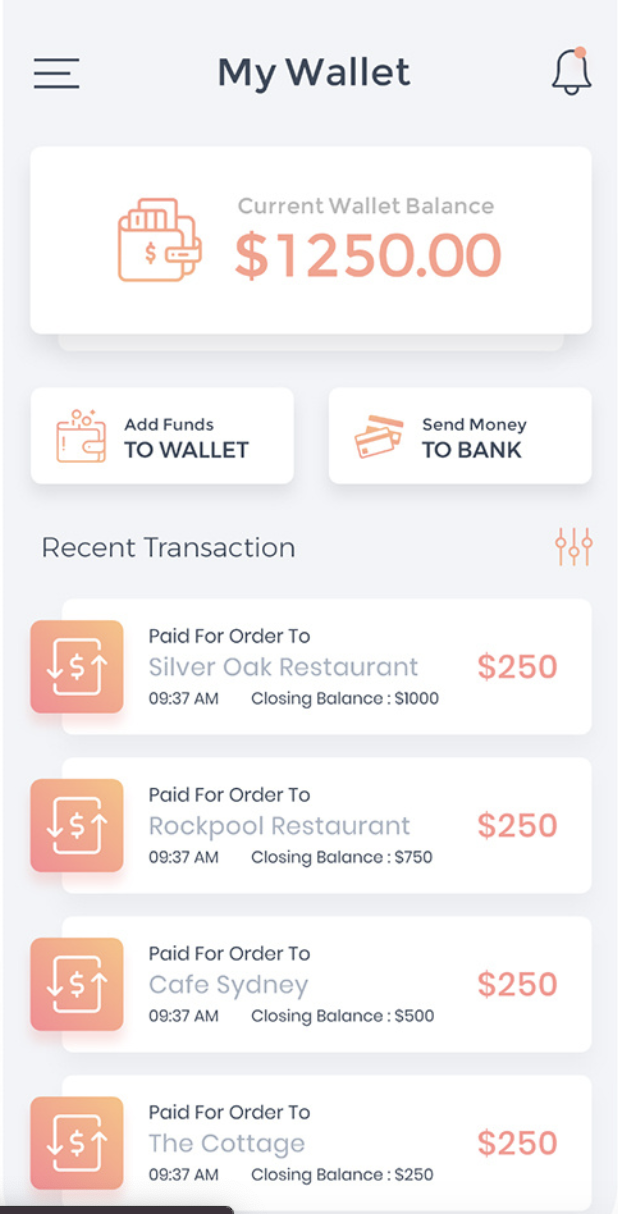 My Wallet
Current Wallet Balance
$1250.00
Add Funds
TO WALLET
Send Money
TO BANK
Recent Transaction
Paid For Order To
Silver Oak Restaurant
$250
09:37 AM Closing Balance : $1000
Paid For Order To
Rockpool Restaurant
$250
09:37 AM Closing Balance : $750
Paid For Order To
Cafe Sydney
$250
09:37 AM Closing Balance : $500
Paid For Order To
The Cottage
$250
09:37 AM Closing Balance : $250